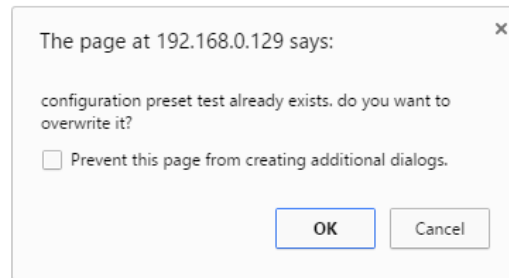 The page at 192.168.0.129 says:
configuration preset test already exists. do you want to
overwrite it?
Prevent this page from creating additional dialogs.
OK
Cancel